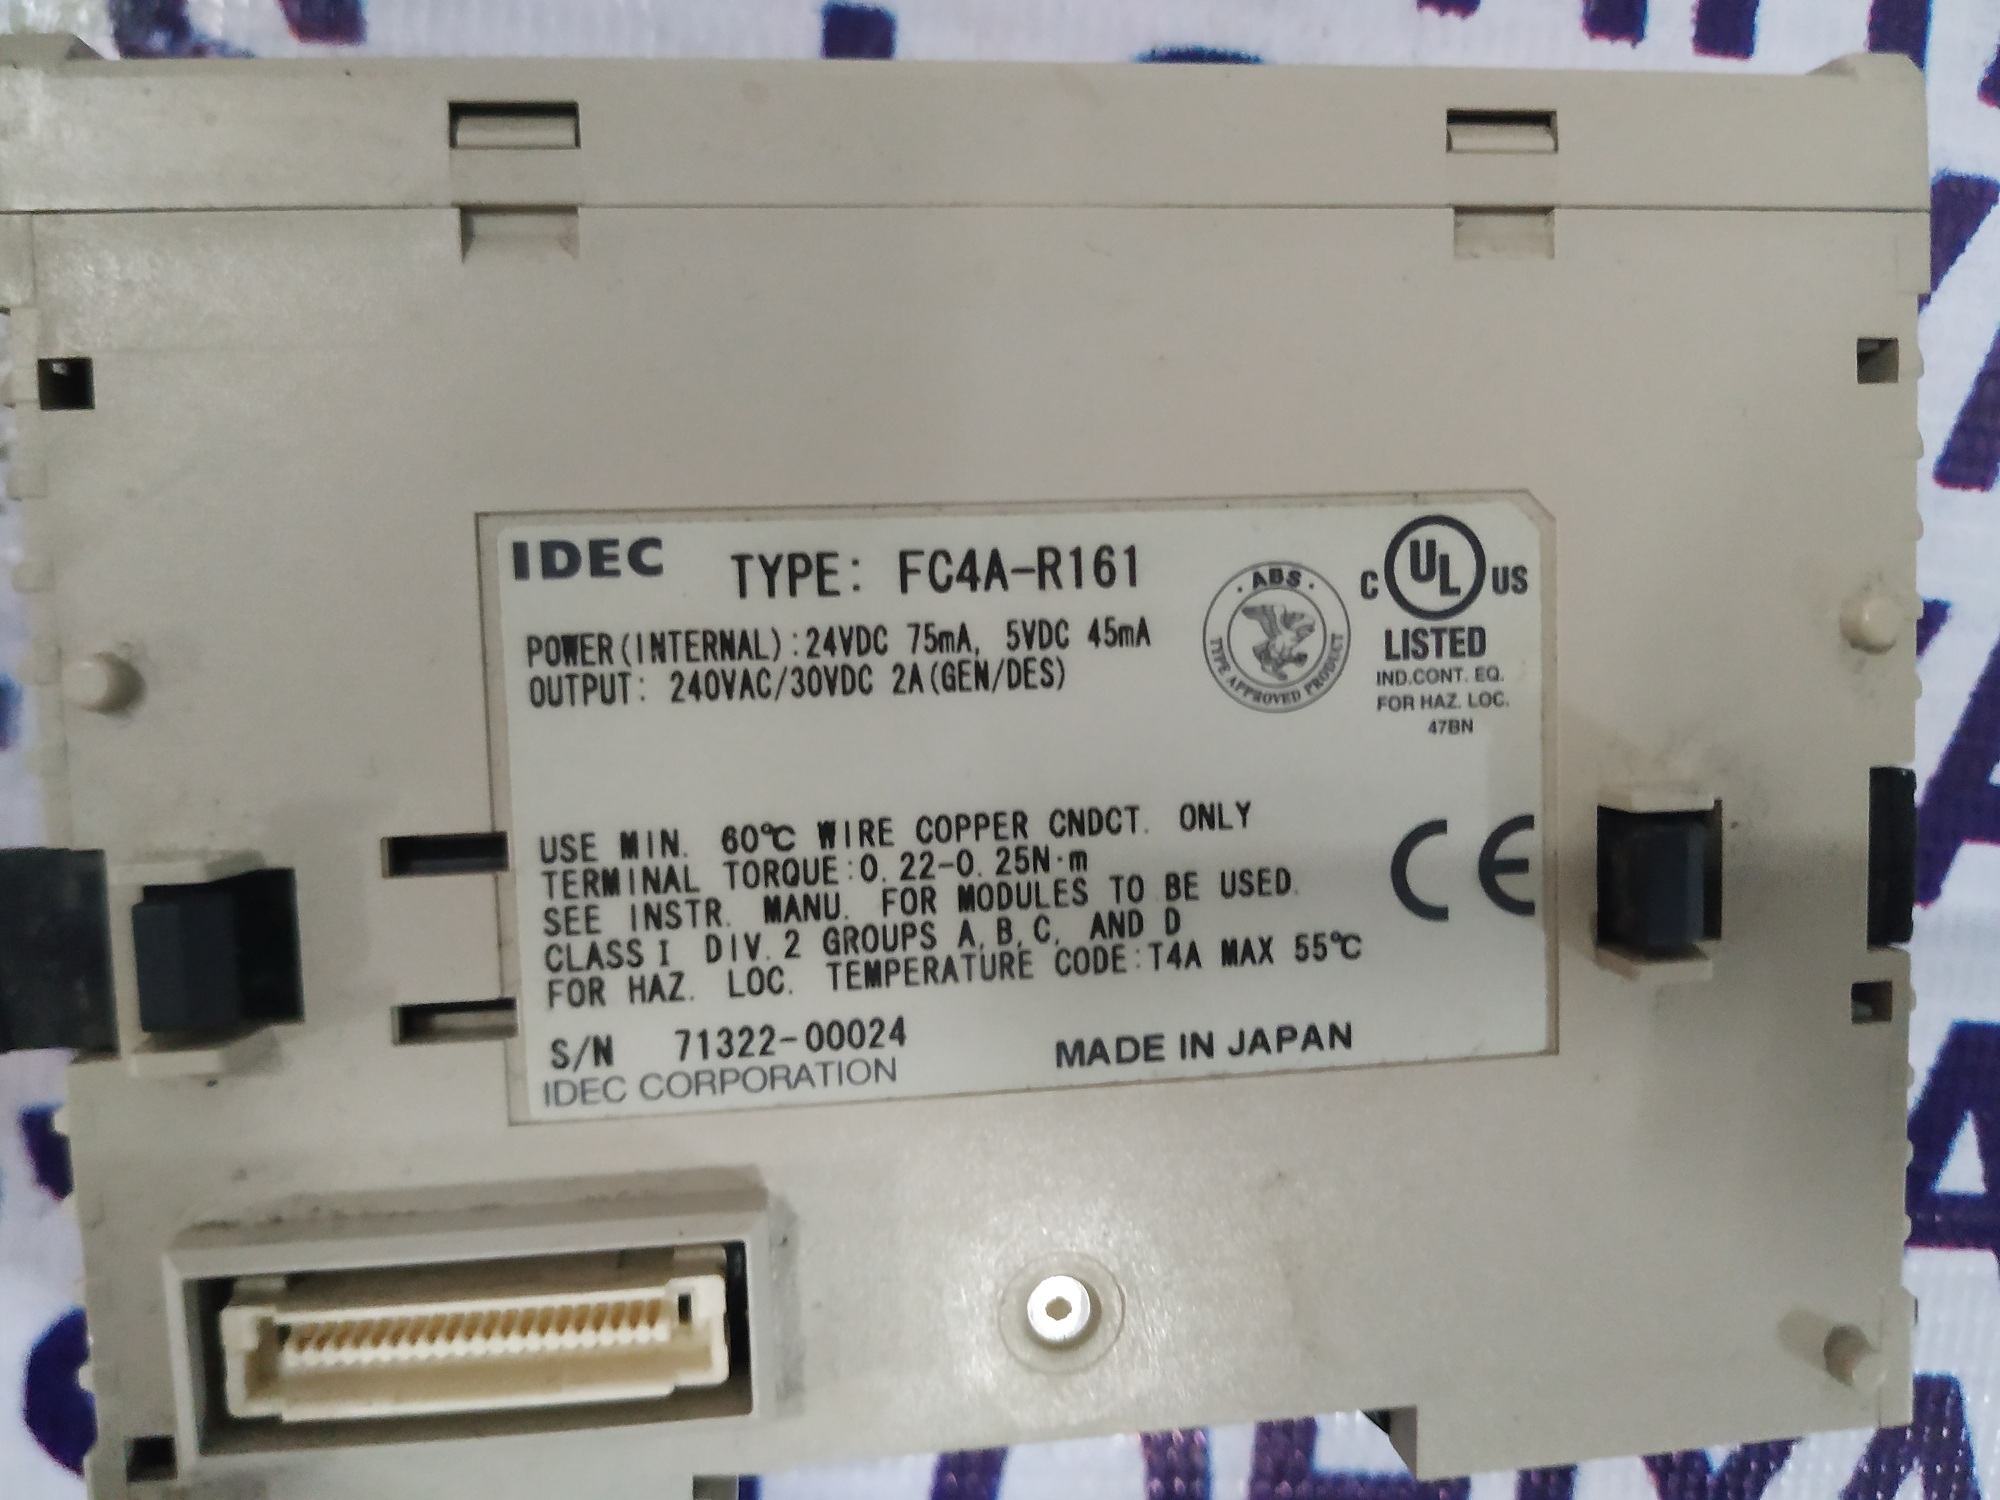 IDEC TYPE: FC4A-R161
POWER(INTERNAL):24VDC 75mA, 5VDC 45mA
OUTPUT: 240VAC/30VDC 2A(GEN/DES)
·ABS·
TYPE APPROVED PRODUCT
C UL US
LISTED
IND.CONT. EQ.
FOR HAZ. LOC.
47BN
USE MIN. 60℃ WIRE COPPER CNDCT. ONLY
TERMINAL TORQUE:0.22-0.25N·m
SEE INSTR. MANU. FOR MODULES TO BE USED.
CLASS I DIV.2 GROUPS A,B,C, AND D
FOR HAZ. LOC. TEMPERATURE CODE:T4A MAX 55℃
CE
S/N 71322-00024
IDEC CORPORATION
MADE IN JAPAN